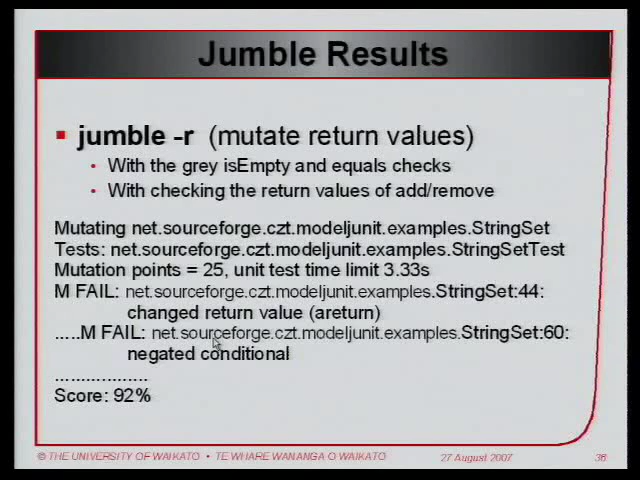 Jumble Results
jumble -r (mutate return values)
With the grey isEmpty and equals checks
With checking the return values of add/remove
Mutating net.sourceforge.czt.modeljunit.examples.StringSet
Tests: net.sourceforge.czt.modeljunit.examples.StringSetTest
Mutation points = 25, unit test time limit 3.33s
M FAIL: net.sourceforge.czt.modeljunit.examples.StringSet:44:
changed return value (areturn)
.....M FAIL: net.sourceforge.czt.modeljunit.examples.StringSet:60:
negated conditional
..................
Score: 92%
© THE UNIVERSITY OF WAIKATO • TE WHARE WANANGA O WAIKATO 27 August 2007 36